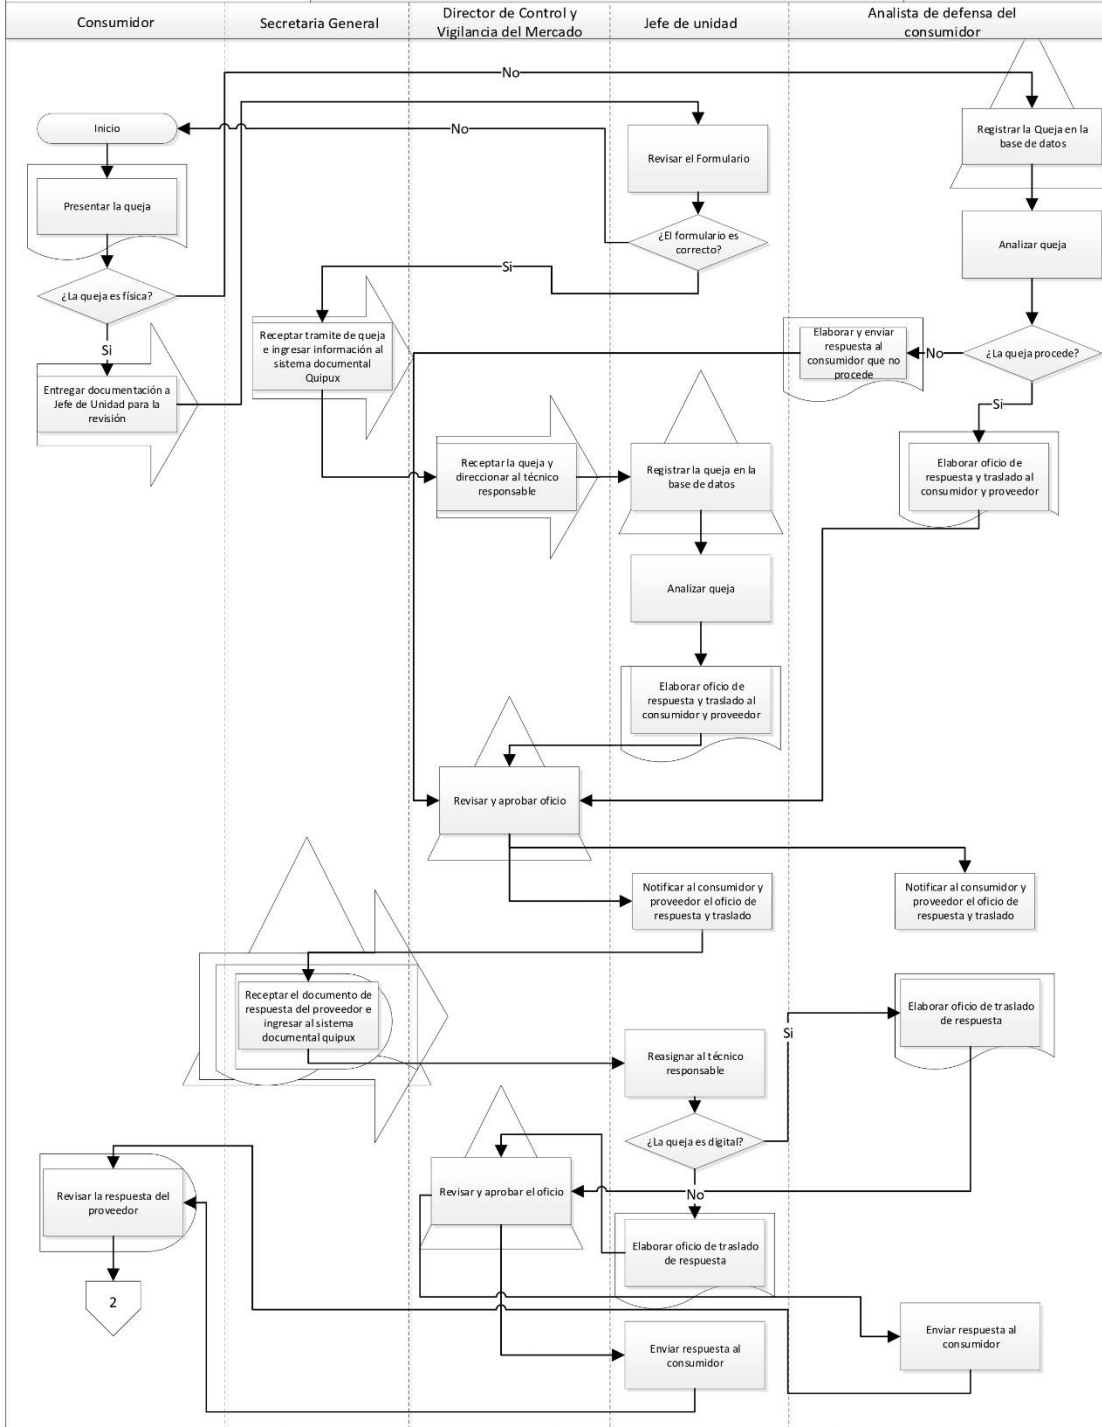 Consumidor
Secretaria General
Director de Control y
Vigilancia del Mercado
Jefe de unidad
Analista de defensa del
consumidor
No
Inicio
No
Registrar la Queja en la
base de datos
Revisar el Formulario
Presentar la queja
¿El formulario es
correcto?
Analizar queja
Si
¿La queja es física?
Receptar tramite de queja
e ingresar información al
sistema documental
Quipux
Elaborar y enviar
respuesta al
consumidor que no
procede
No
¿La queja procede?
Si
Entregar documentación a
Jefe de Unidad para la
revisión
Si
Receptar la queja y
direccionar al técnico
responsable
Registrar la queja en la
base de datos
Elaborar oficio de
respuesta y traslado al
consumidor y proveedor
Analizar queja
Elaborar oficio de
respuesta y traslado al
consumidor y proveedor
Revisar y aprobar oficio
Notificar al consumidor y
proveedor el oficio de
respuesta y traslado
Notificar al consumidor y
proveedor el oficio de
respuesta y traslado
Receptar el documento de
respuesta del proveedor e
ingresar al sistema
documental quipux
Elaborar oficio de traslado
de respuesta
Si
Reasignar al técnico
responsable
¿La queja es digital?
Revisar la respuesta del
proveedor
Revisar y aprobar el oficio
No
Elaborar oficio de traslado
de respuesta
2
Enviar respuesta al
consumidor
Enviar respuesta al
consumidor